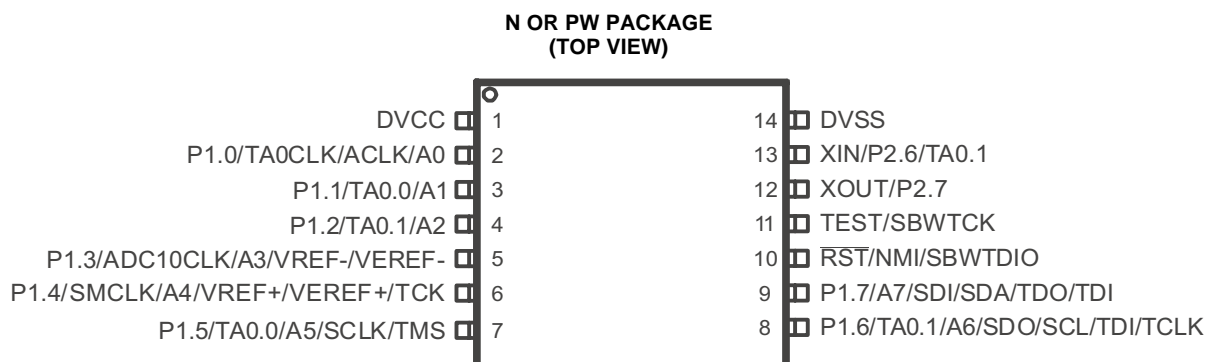 N OR PW PACKAGE
(TOP VIEW)
DVCC 1 14 DVSS
P1.0/TA0CLK/ACLK/A0 2 13 XIN/P2.6/TA0.1
P1.1/TA0.0/A1 3 12 XOUT/P2.7
P1.2/TA0.1/A2 4 11 TEST/SBWTCK
P1.3/ADC10CLK/A3/VREF-/VEREF- 5 10 R̅S̅T̅/NMI/SBWTDIO
P1.4/SMCLK/A4/VREF+/VEREF+/TCK 6 9 P1.7/A7/SDI/SDA/TDO/TDI
P1.5/TA0.0/A5/SCLK/TMS 7 8 P1.6/TA0.1/A6/SDO/SCL/TDI/TCLK